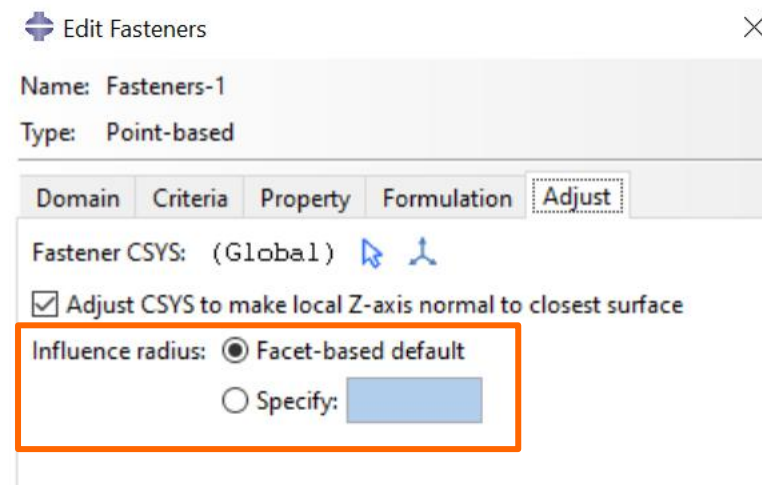 Edit Fasteners
Name: Fasteners-1
Type: Point-based
Domain Criteria Property Formulation Adjust
Fastener CSYS: (Global)
Adjust CSYS to make local Z-axis normal to closest surface
Influence radius: Facet-based default
Specify: